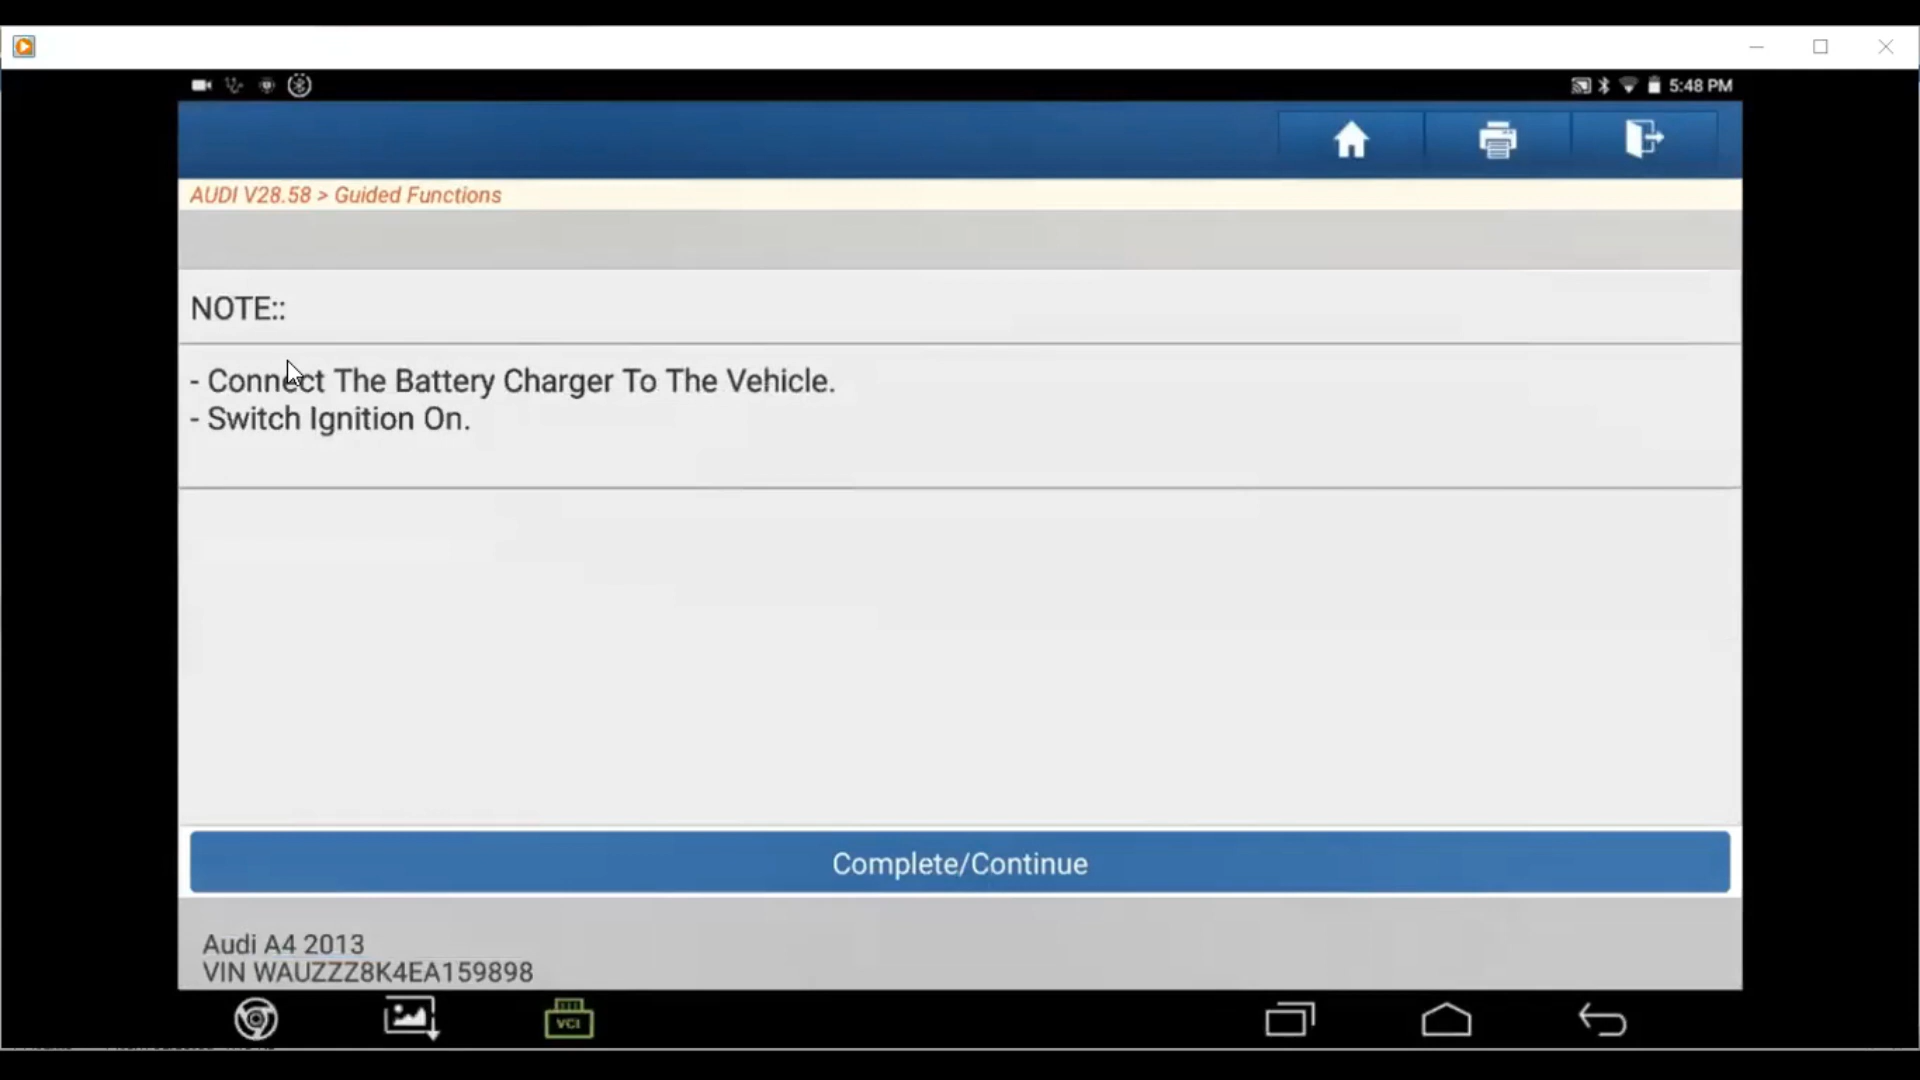 5:48 PM
AUDI V28.58 > Guided Functions
NOTE::
- Connect The Battery Charger To The Vehicle.
- Switch Ignition On.
Complete/Continue
Audi A4 2013
VIN WAUZZZ8K4EA159898
VCI